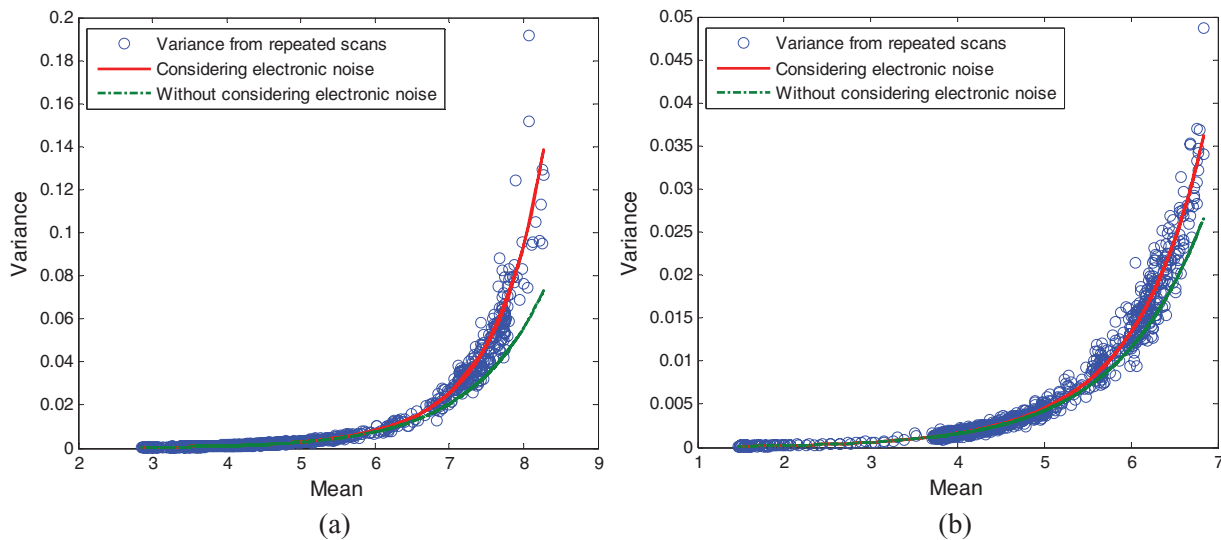 0.2
0.18
0.16
0.14
0.12
0.1
0.08
0.06
0.04
0.02
0
Variance
Variance from repeated scans
Considering electronic noise
Without considering electronic noise
2 3 4 5 6 7 8 9
Mean
(a)
0.05
0.045
0.04
0.035
0.03
0.025
0.02
0.015
0.01
0.005
0
Variance
Variance from repeated scans
Considering electronic noise
Without considering electronic noise
1 2 3 4 5 6 7
Mean
(b)